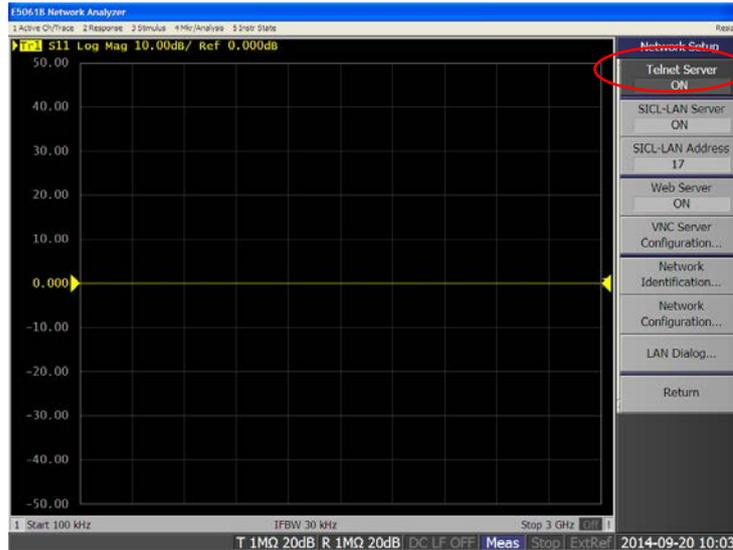 E5061B Network Analyzer
1 Active Ch/Trace 2 Response 3 Stimulus 4 Mkr/Analysis 5 Instr State
Tr1 S11 Log Mag 10.00dB/ Ref 0.000dB
50.00
40.00
30.00
20.00
10.00
0.000
-10.00
-20.00
-30.00
-40.00
-50.00
1 Start 100 kHz IFBW 30 kHz Stop 3 GHz Off !
T 1MΩ 20dB R 1MΩ 20dB DC LF OFF Meas Stop ExtRef 2014-09-20 10:03
Network Setup
Telnet Server
ON
SICL-LAN Server
ON
SICL-LAN Address
17
Web Server
ON
VNC Server
Configuration...
Network
Identification...
Network
Configuration...
LAN Dialog...
Return